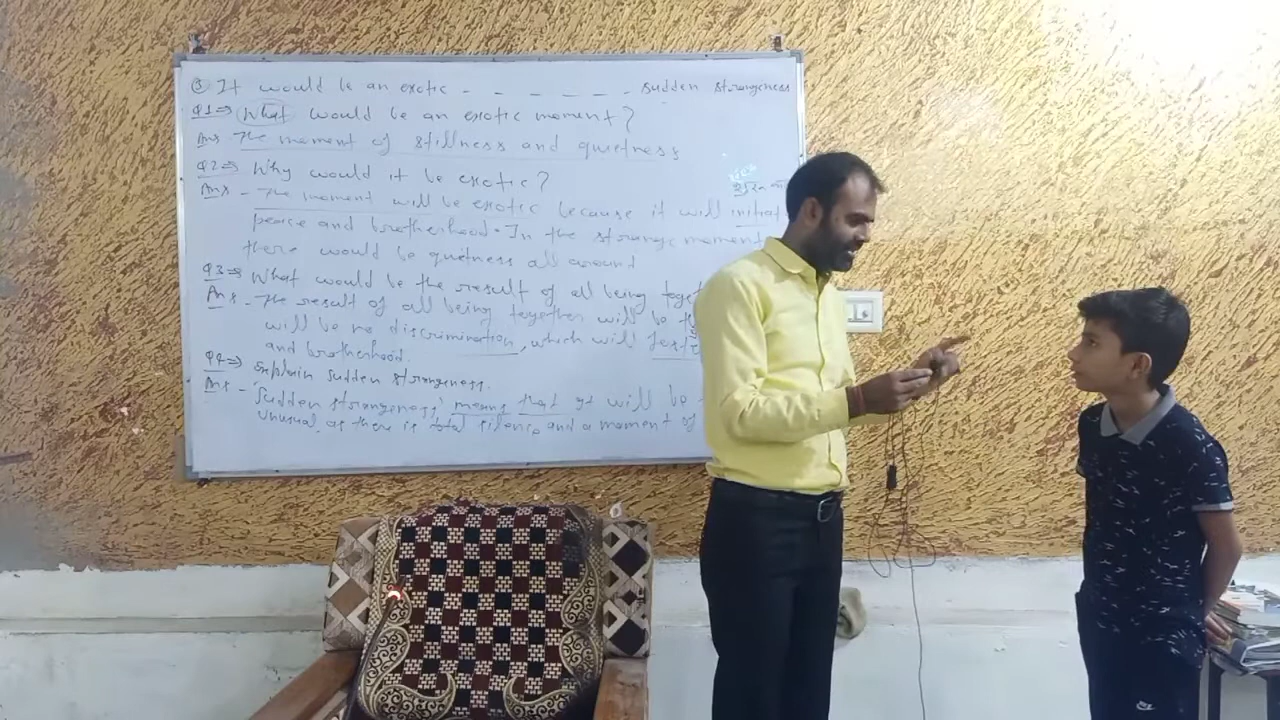 ③ It would be an exotic - - - - - - sudden strangeness
Q1⇒ What would be an exotic moment?
Ans The moment of stillness and quietness
Q2⇒ Why would it be exotic?
Ans - The moment will be exotic because it will initiat
peace and brotherhood. In the strange moment
there would be quietness all around
Q3⇒ What would be the result of all being toget
Ans - The result of all being together will be th
will be no discrimination, which will
and brotherhood.
Q4⇒ explain sudden strangeness.
Ans - 'Sudden strangeness' means that it will be
unusual as there is total silence and a moment of